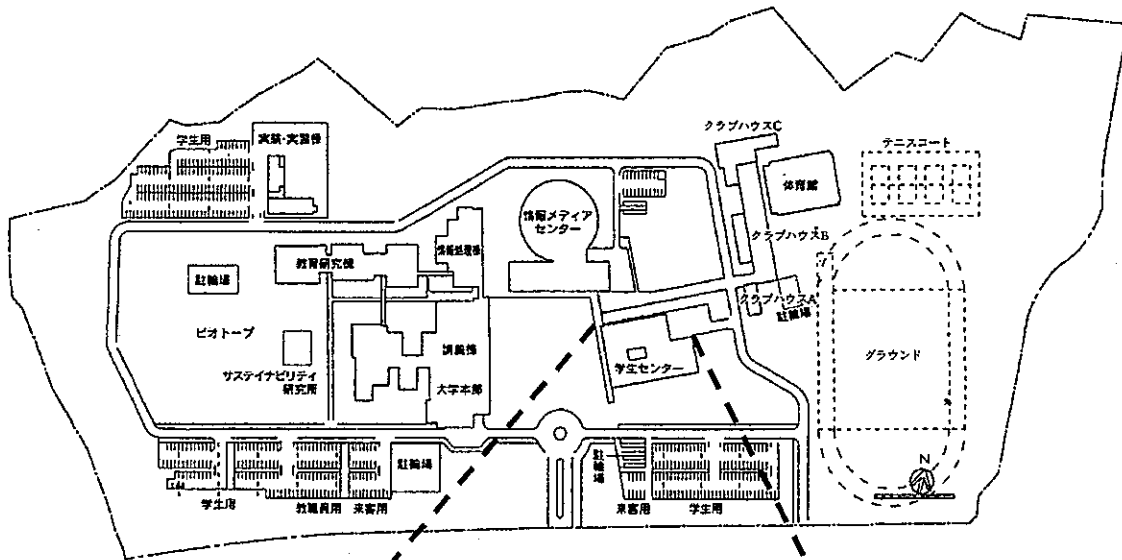 学生用
実験・実習棟
クラブハウスC
テニスコート
体育館
情報メディア
センター
情報処理棟
教育研究棟
クラブハウスB
駐輪場
クラブハウスA
駐輪場
ビオトープ
講義棟
グラウンド
学生センター
サステイナビリティ
研究所
大学本部
駐輪場
駐輪場
N
学生用
教職員用
来客用
来客用
学生用